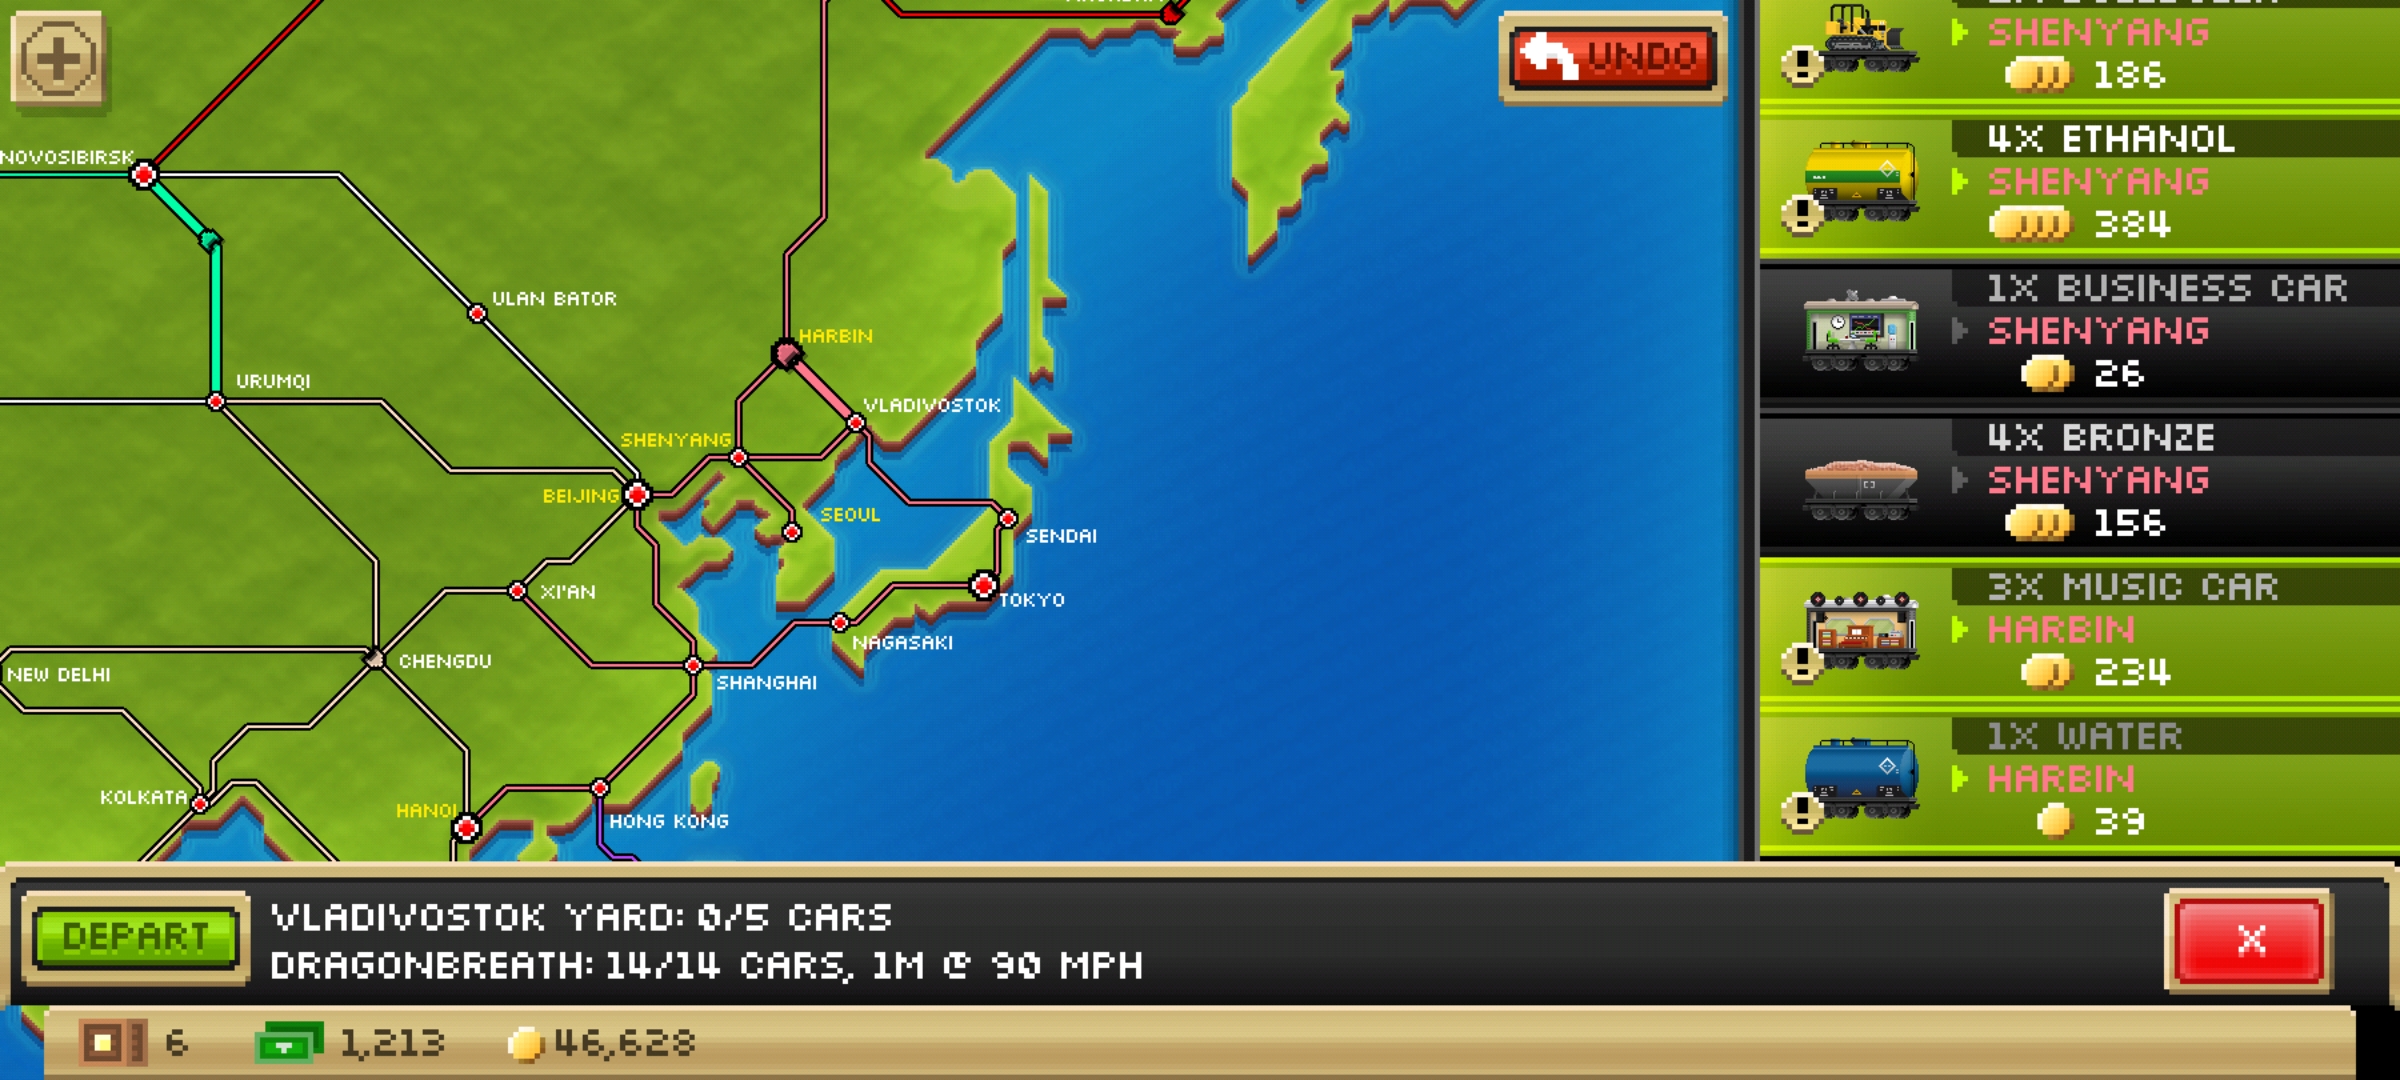 UNDO
NOVOSIBIRSK
ULAN BATOR
HARBIN
URUMQI
VLADIVOSTOK
SHENYANG
BEIJING
SEOUL
SENDAI
XI'AN
TOKYO
NAGASAKI
CHENGDU
NEW DELHI
SHANGHAI
KOLKATA
HANOI
HONG KONG
SHENYANG
186
4X ETHANOL
SHENYANG
384
1X BUSINESS CAR
SHENYANG
26
4X BRONZE
SHENYANG
156
3X MUSIC CAR
HARBIN
234
1X WATER
HARBIN
39
DEPART
VLADIVOSTOK YARD: 0/5 CARS
DRAGONBREATH: 14/14 CARS, 1M @ 90 MPH
X
6
1,213
46,628